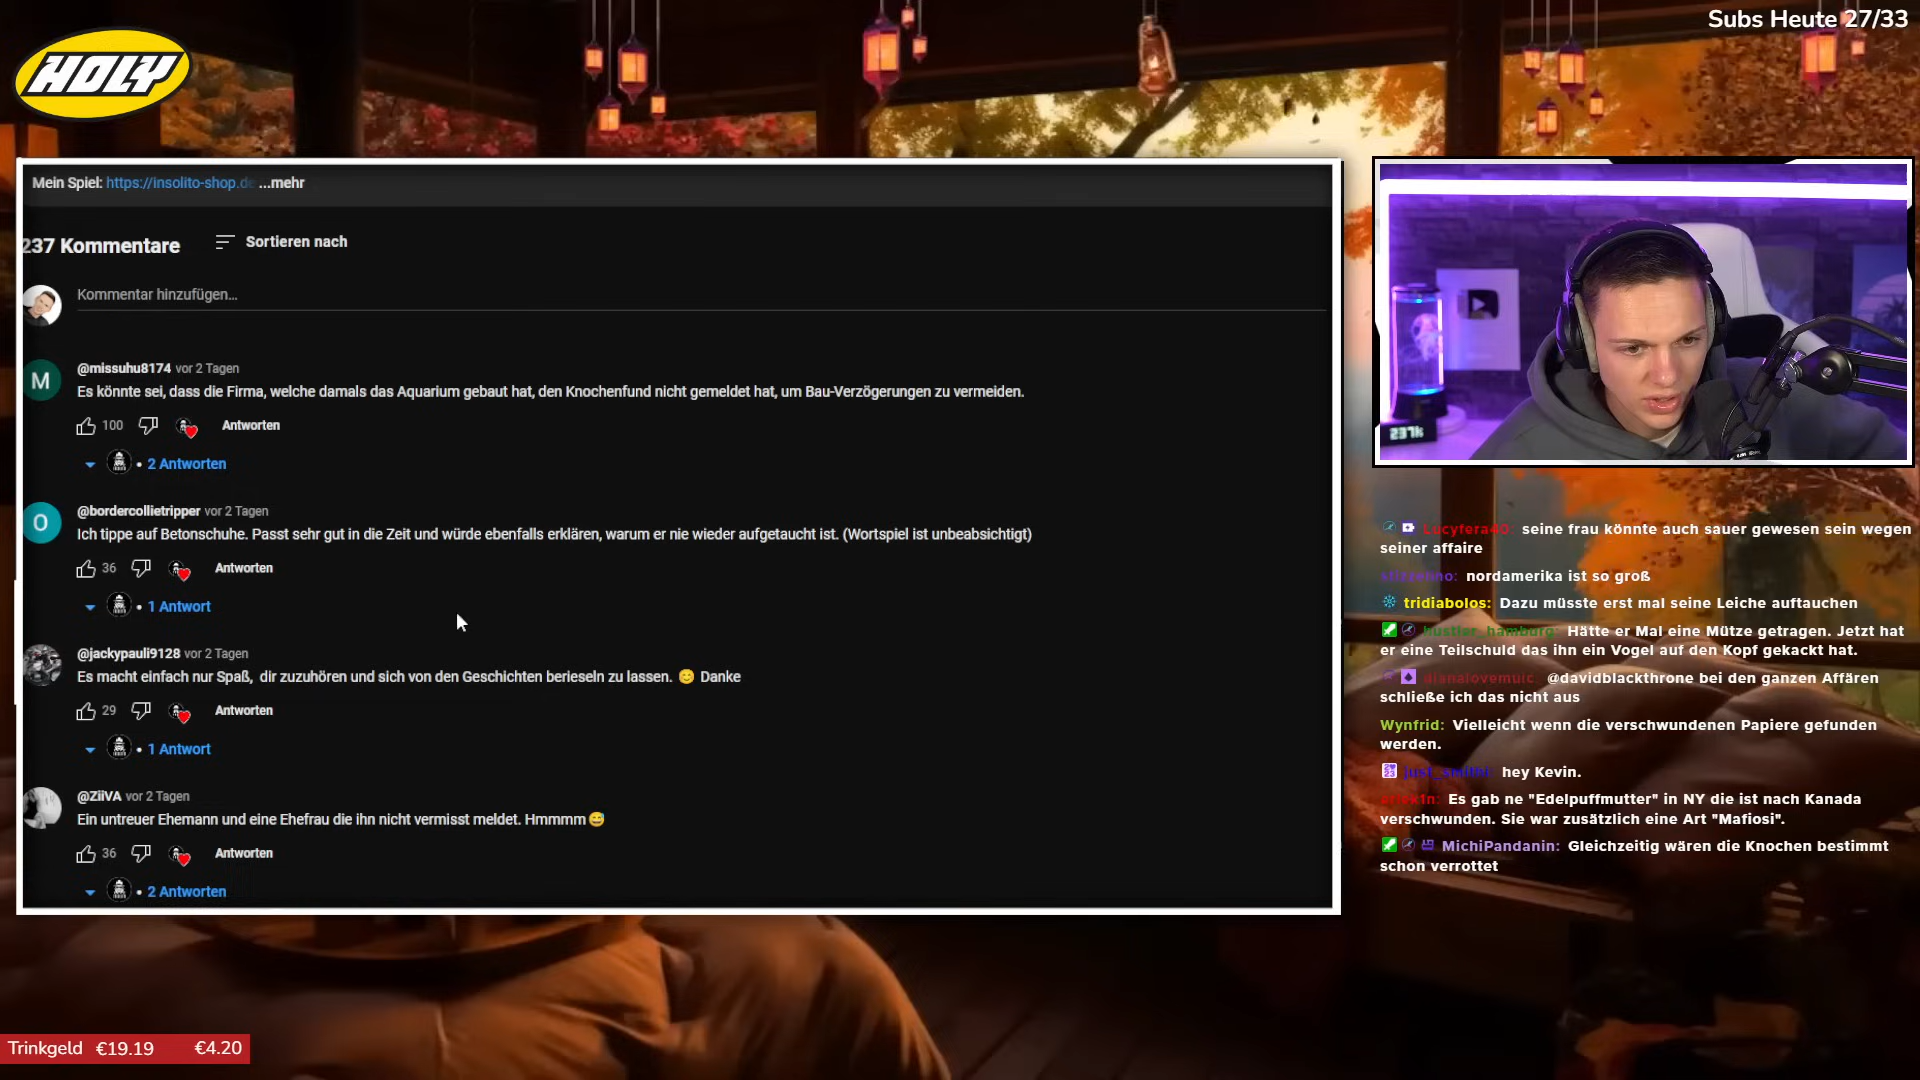 Subs Heute 27/33
HOLY
Mein Spiel: https://insolito-shop.de ...mehr
237 Kommentare
Sortieren nach
Kommentar hinzufügen...
@missuhu8174 vor 2 Tagen
M
Es könnte sei, dass die Firma, welche damals das Aquarium gebaut hat, den Knochenfund nicht gemeldet hat, um Bau-Verzögerungen zu vermeiden.
100 Antworten
• 2 Antworten
@bordercollietripper vor 2 Tagen
O
Ich tippe auf Betonschuhe. Passt sehr gut in die Zeit und würde ebenfalls erklären, warum er nie wieder aufgetaucht ist. (Wortspiel ist unbeabsichtigt)
36 Antworten
• 1 Antwort
@jackypauli9128 vor 2 Tagen
Es macht einfach nur Spaß, dir zuzuhören und sich von den Geschichten berieseln zu lassen. 😊 Danke
29 Antworten
• 1 Antwort
@ZiiVA vor 2 Tagen
Ein untreuer Ehemann und eine Ehefrau die ihn nicht vermisst meldet. Hmmmm😅
36 Antworten
• 2 Antworten
237k
Lucyfera40: seine frau könnte auch sauer gewesen sein wegen
seiner affaire
nordamerika ist so groß
tridiabolos: Dazu müsste erst mal seine Leiche auftauchen
hustler_hamburg: Hätte er Mal eine Mütze getragen. Jetzt hat
er eine Teilschuld das ihn ein Vogel auf den Kopf gekackt hat.
dianalovemuic: @davidblackthrone bei den ganzen Affären
schließe ich das nicht aus
Wynfrid: Vielleicht wenn die verschwundenen Papiere gefunden
werden.
hey Kevin.
Es gab ne "Edelpuffmutter" in NY die ist nach Kanada
verschwunden. Sie war zusätzlich eine Art "Mafiosi".
MichiPandanin: Gleichzeitig wären die Knochen bestimmt
schon verrottet
Trinkgeld €19.19 €4.20